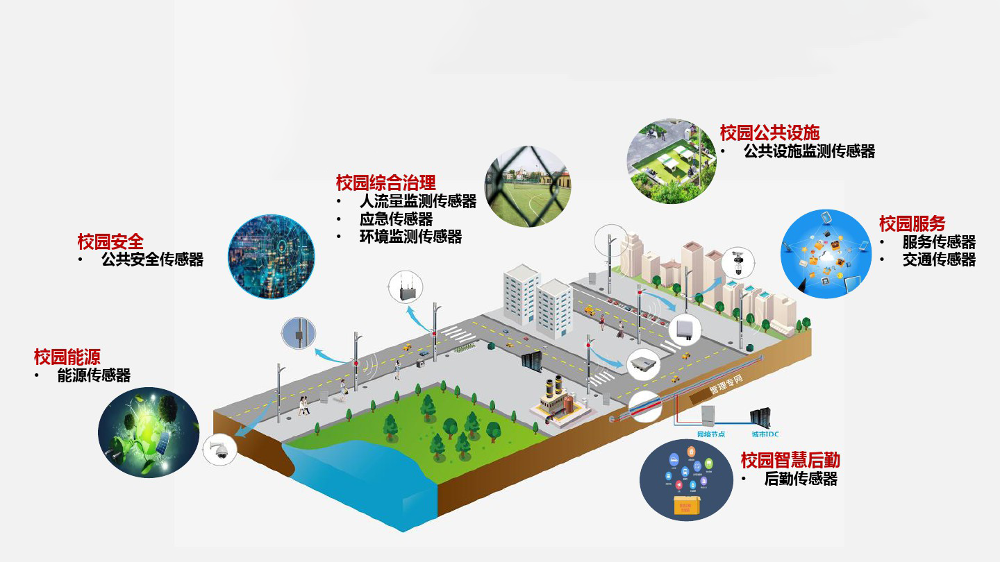 校园公共设施
• 公共设施监测传感器
校园综合治理
• 人流量监测传感器
• 应急传感器
• 环境监测传感器
校园服务
• 服务传感器
• 交通传感器
校园安全
• 公共安全传感器
校园能源
• 能源传感器
管理专网
网络节点
城市IDC
校园智慧后勤
• 后勤传感器